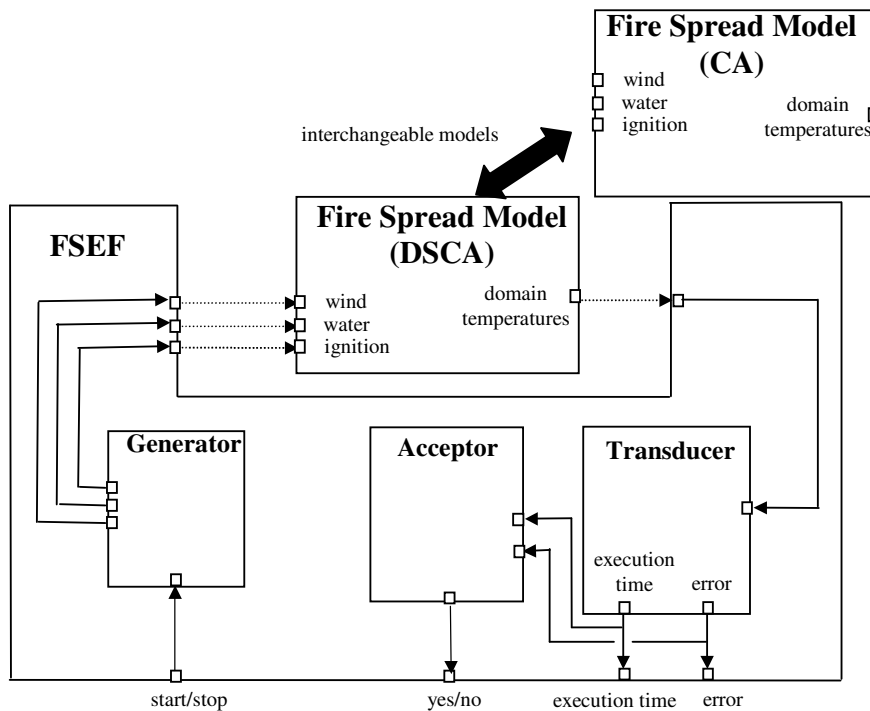 Fire Spread Model
(CA)
wind
water
ignition
domain
temperatures
interchangeable models
FSEF
Fire Spread Model
(DSCA)
wind
water
ignition
domain
temperatures
Generator
Acceptor
Transducer
execution
time
error
start/stop
yes/no
execution time
error